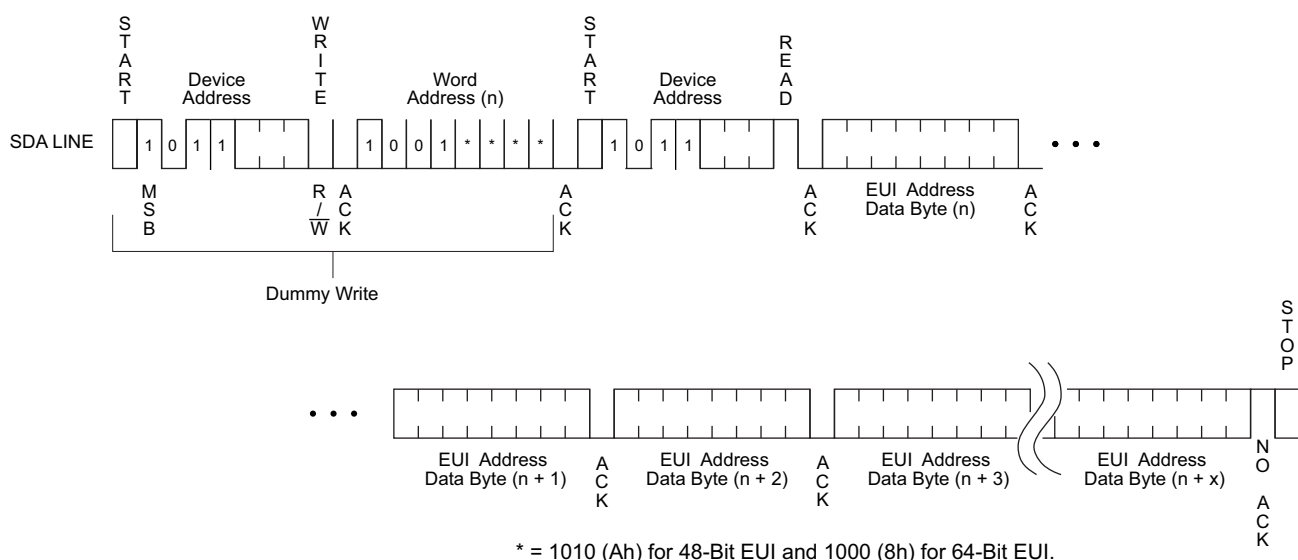 START
WRITE
START
READ
Device
Address
Word
Address (n)
Device
Address
SDA LINE
1 0 1 1
1 0 0 1 * * * *
1 0 1 1
MSB
R/W
ACK
ACK
ACK
EUI Address
Data Byte (n)
ACK
• • •
Dummy Write
STOP
• • •
EUI Address
Data Byte (n + 1)
ACK
EUI Address
Data Byte (n + 2)
ACK
EUI Address
Data Byte (n + 3)
EUI Address
Data Byte (n + x)
NO ACK
* = 1010 (Ah) for 48-Bit EUI and 1000 (8h) for 64-Bit EUI.